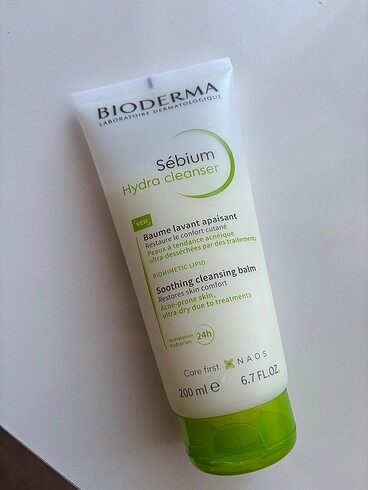 BIODERMA
LABORATOIRE DERMATOLOGIQUE
Sébium
Hydra cleanser
NEW
Baume lavant apaisant
Restaure le confort cutané
Peaux à tendance acnéique
ultra-desséchées par des traitements
BIOMIMETIC LIPID
Soothing cleansing balm
Restores skin comfort
Acne-prone skin,
ultra-dry due to treatments
Hydratation
Hydration
24h
Care first. NAOS
200 ml e 6.7 FL.OZ.